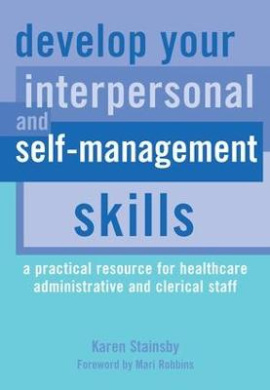 develop your
interpersonal
and
self-management
skills
a practical resource for healthcare
administrative and clerical staff
Karen Stainsby
Foreword by Mari Robbins